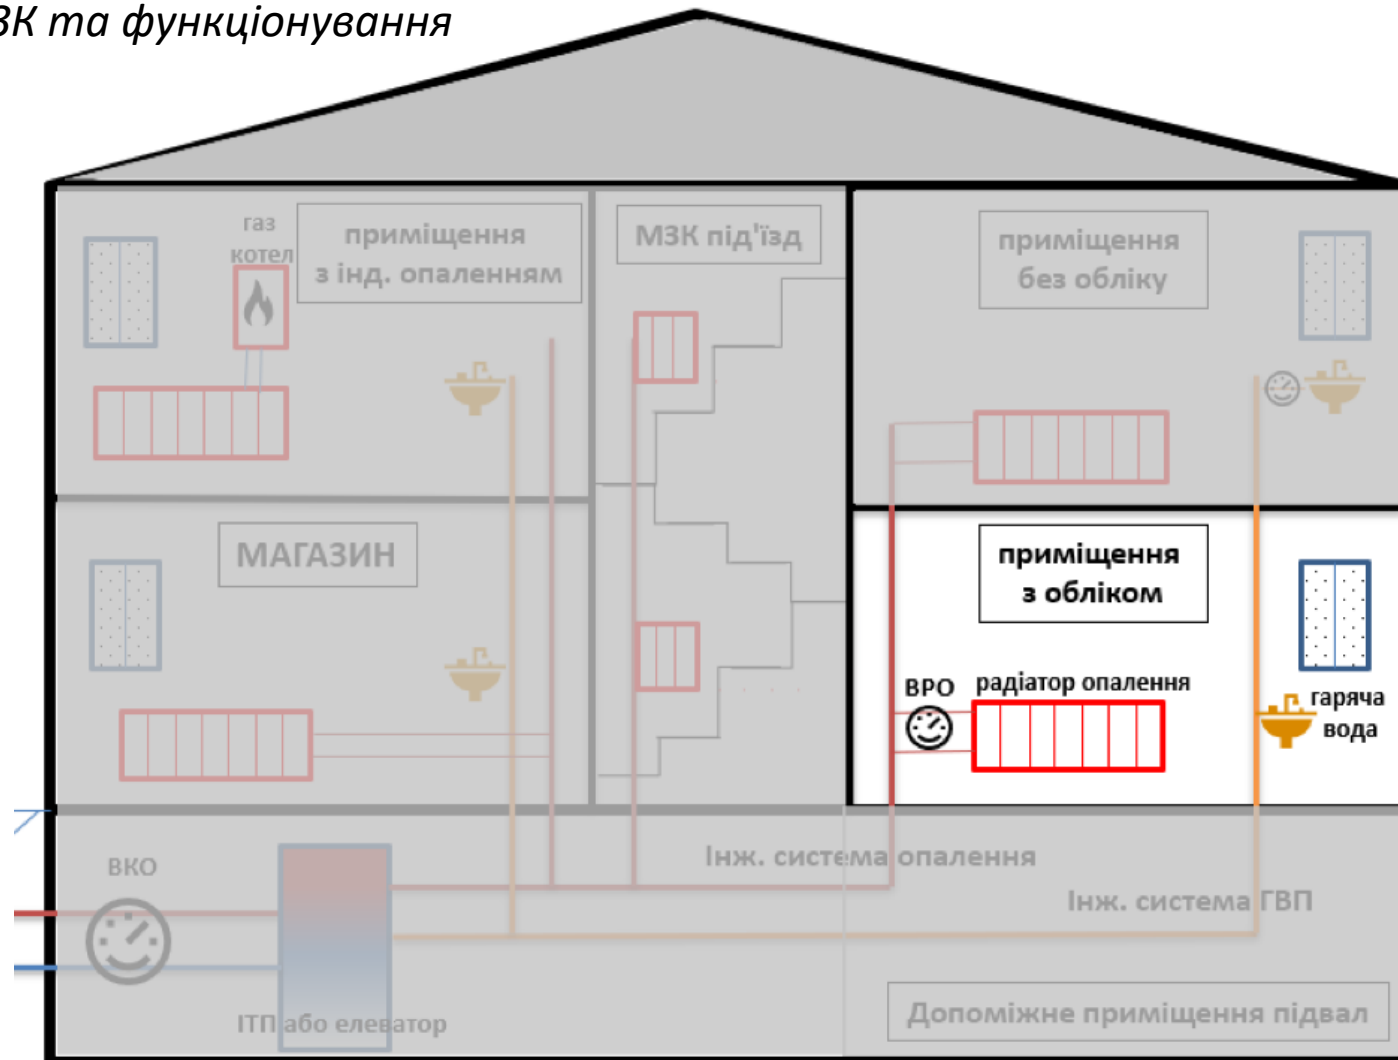 ЗК та функціонування
газ
котел
приміщення
з інд. опаленням
МЗК під'їзд
приміщення
без обліку
МАГАЗИН
приміщення
з обліком
ВРО
радіатор опалення
гаряча
вода
ВКО
Інж. система опалення
Інж. система ГВП
ІТП або елеватор
Допоміжне приміщення підвал